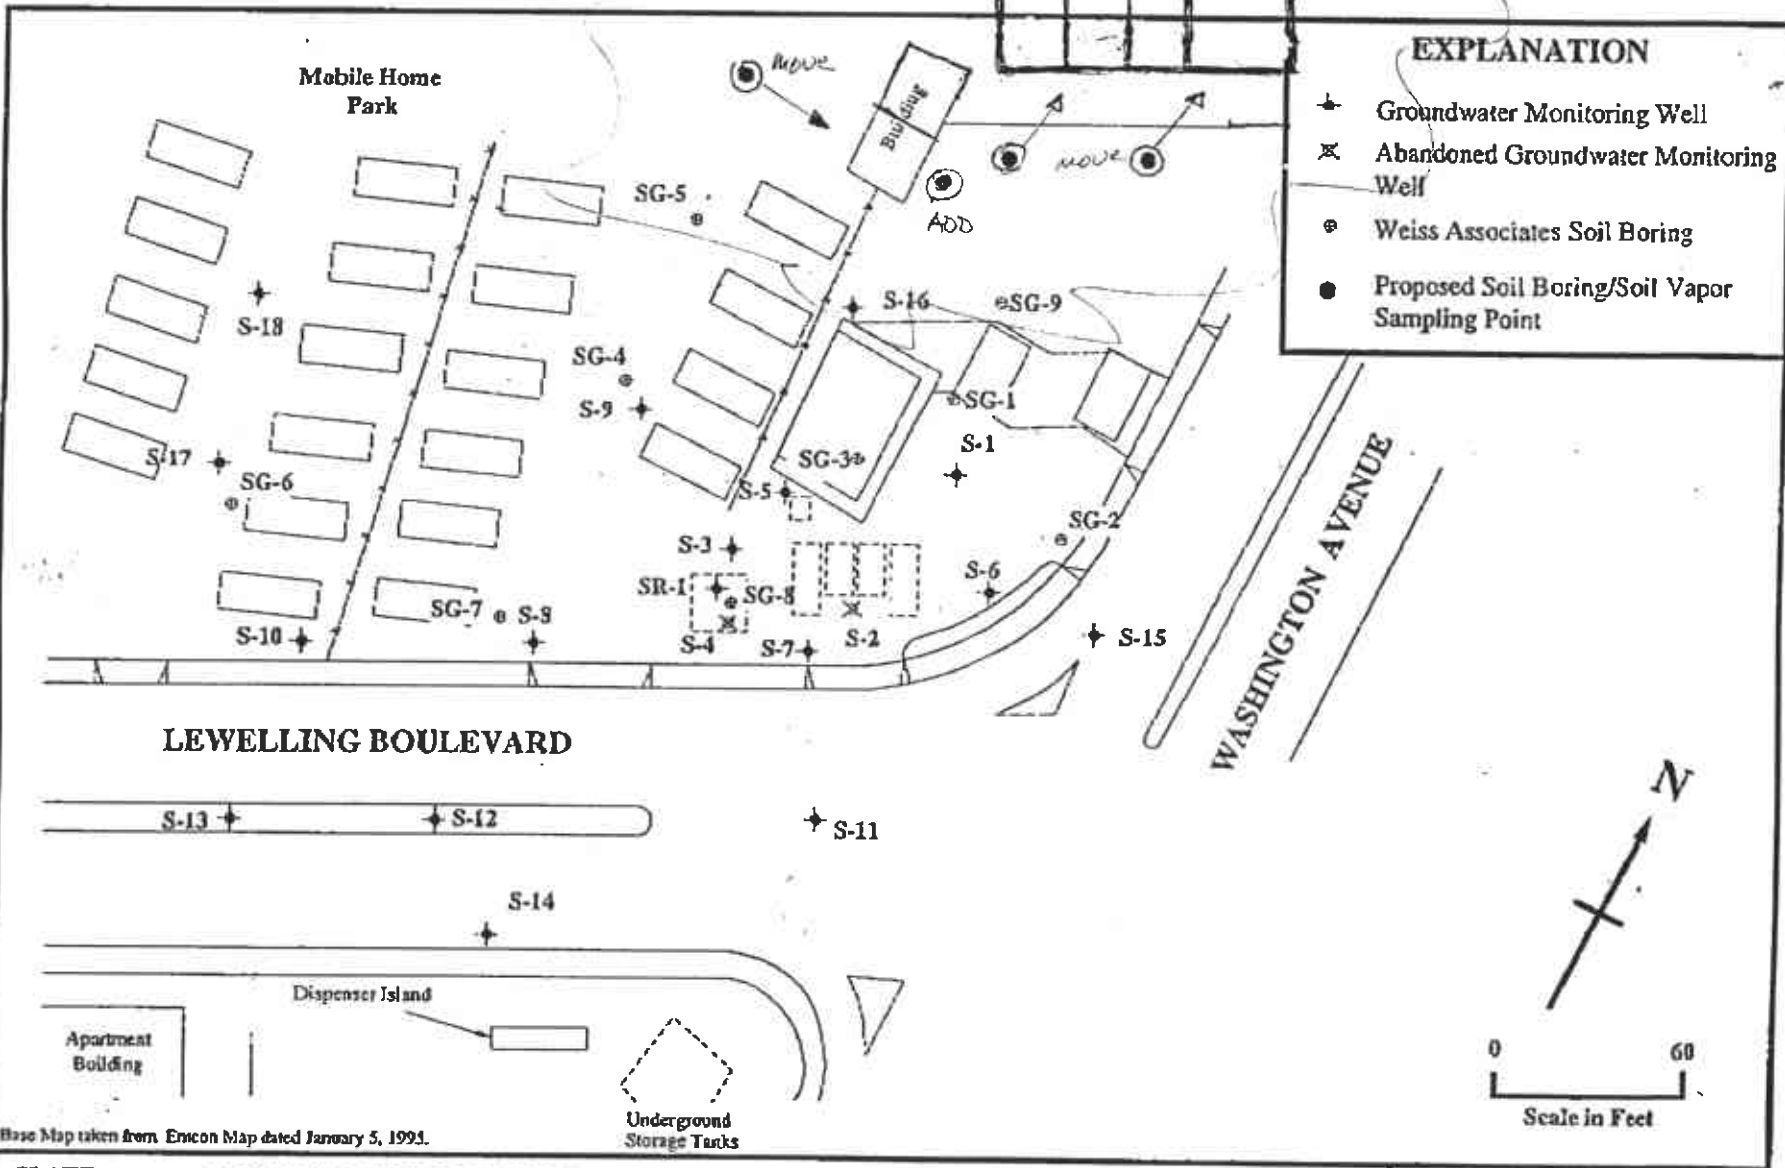 Mobile Home
Park
MOVE
Building
MOVE
ADD
EXPLANATION
Groundwater Monitoring Well
Abandoned Groundwater Monitoring
Well
Weiss Associates Soil Boring
Proposed Soil Boring/Soil Vapor
Sampling Point
SG-5
S-18
S-16
SG-9
SG-4
S-9
SG-1
S-1
S-17
SG-6
SG-3
S-5
SG-2
S-3
SR-1
SG-8
S-6
SG-7
S-8
S-10
S-4
S-7
S-2
S-15
WASHINGTON AVENUE
LEWELLING BOULEVARD
S-13
S-12
S-11
S-14
N
Dispenser Island
Apartment
Building
Underground
Storage Tanks
0
60
Scale in Feet
Base Map taken from Emcon Map dated January 5, 1995.